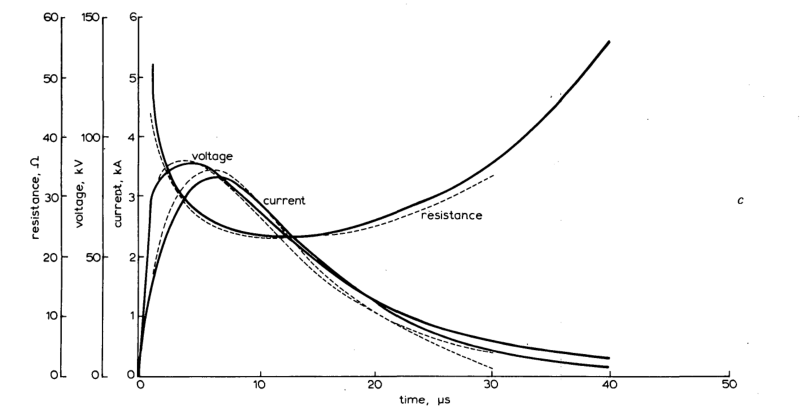 60 150 6
50 5
40 100 4
resistance, Ω
voltage, kV
current, kA
voltage
30 3
current
resistance
c
20 50 2
10 1
0 0 0
0 10 20 30 40 50
time, μs